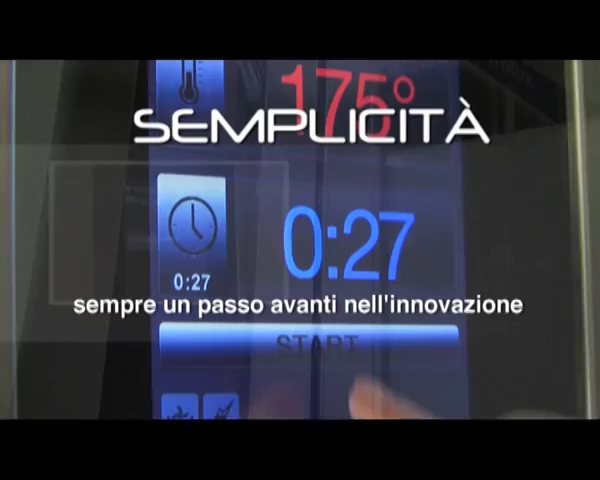 175°
SEMPLICITÀ
0:27
0:27
sempre un passo avanti nell'innovazione
START